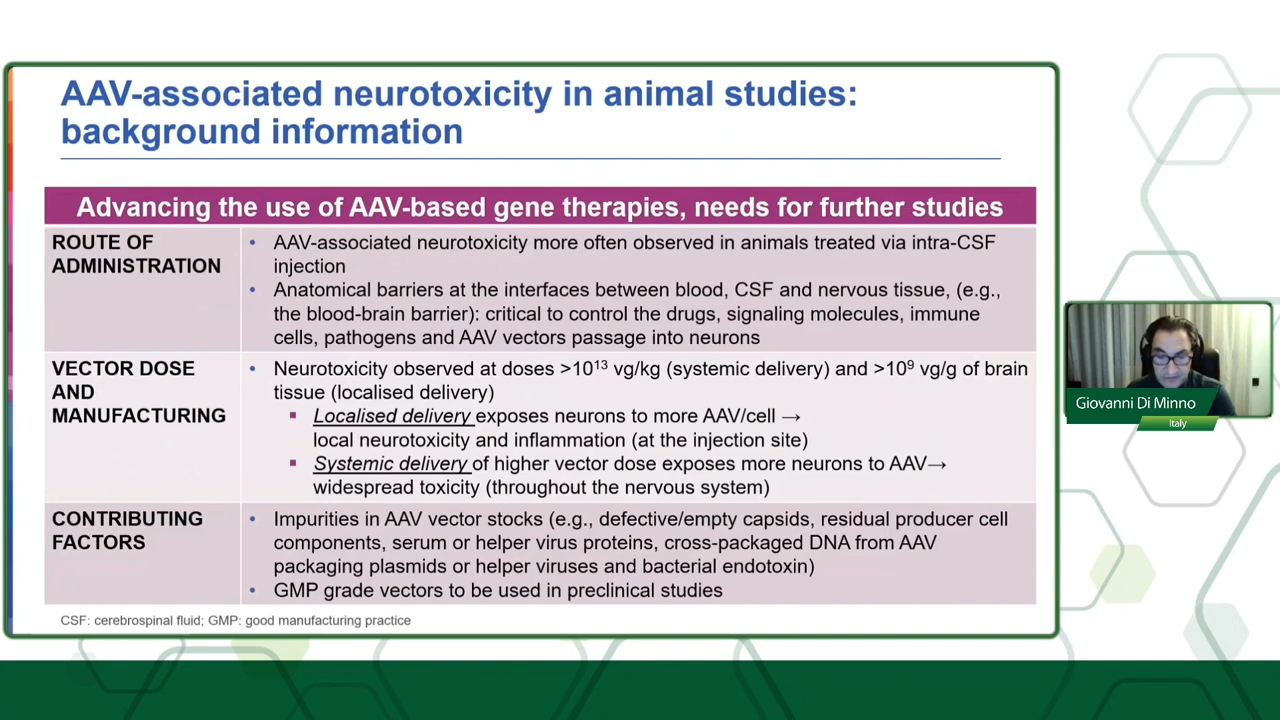 AAV-associated neurotoxicity in animal studies:
background information
Advancing the use of AAV-based gene therapies, needs for further studies
ROUTE OF
ADMINISTRATION
• AAV-associated neurotoxicity more often observed in animals treated via intra-CSF
injection
• Anatomical barriers at the interfaces between blood, CSF and nervous tissue, (e.g.,
the blood-brain barrier): critical to control the drugs, signaling molecules, immune
cells, pathogens and AAV vectors passage into neurons
VECTOR DOSE
AND
MANUFACTURING
• Neurotoxicity observed at doses >10¹³ vg/kg (systemic delivery) and >10⁹ vg/g of brain
tissue (localised delivery)
▪ Localised delivery exposes neurons to more AAV/cell →
local neurotoxicity and inflammation (at the injection site)
▪ Systemic delivery of higher vector dose exposes more neurons to AAV→
widespread toxicity (throughout the nervous system)
CONTRIBUTING
FACTORS
• Impurities in AAV vector stocks (e.g., defective/empty capsids, residual producer cell
components, serum or helper virus proteins, cross-packaged DNA from AAV
packaging plasmids or helper viruses and bacterial endotoxin)
• GMP grade vectors to be used in preclinical studies
CSF: cerebrospinal fluid; GMP: good manufacturing practice
Giovanni Di Minno
Italy